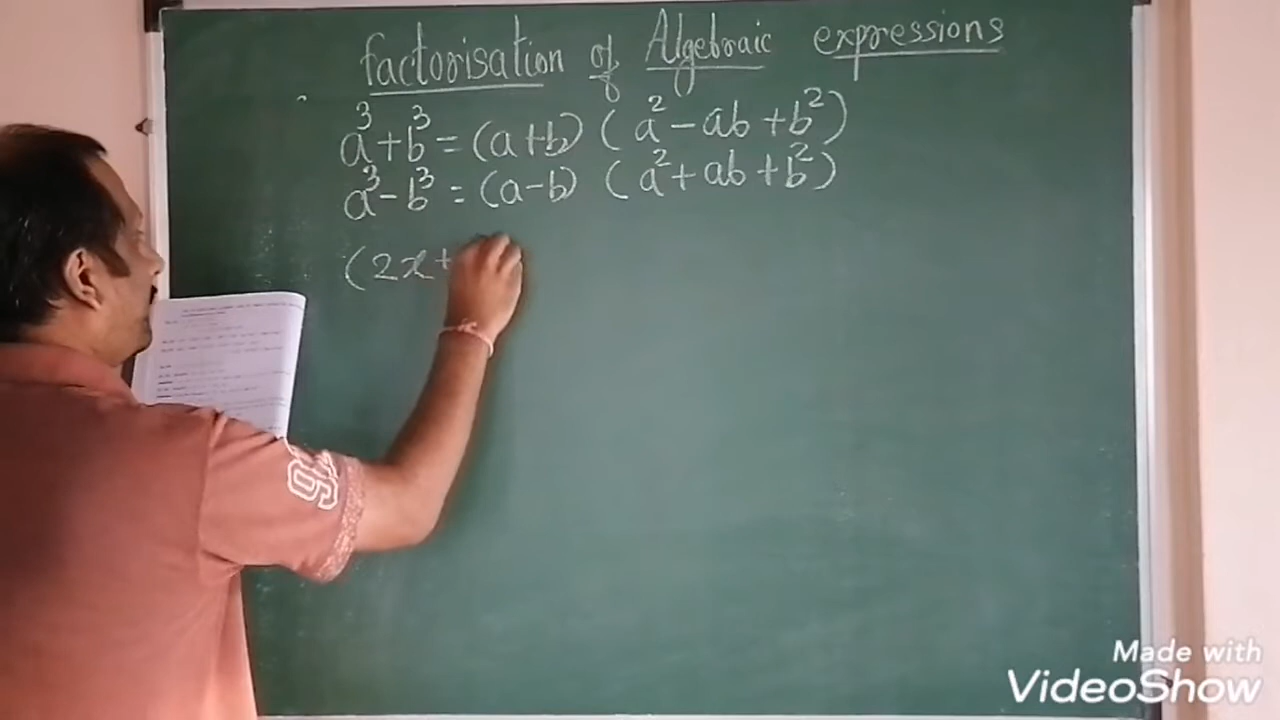 factorisation of Algebraic expressions
a³+b³=(a+b) (a²-ab+b²)
a³-b³=(a-b) (a²+ab+b²)
(2x+
Made with
VideoShow